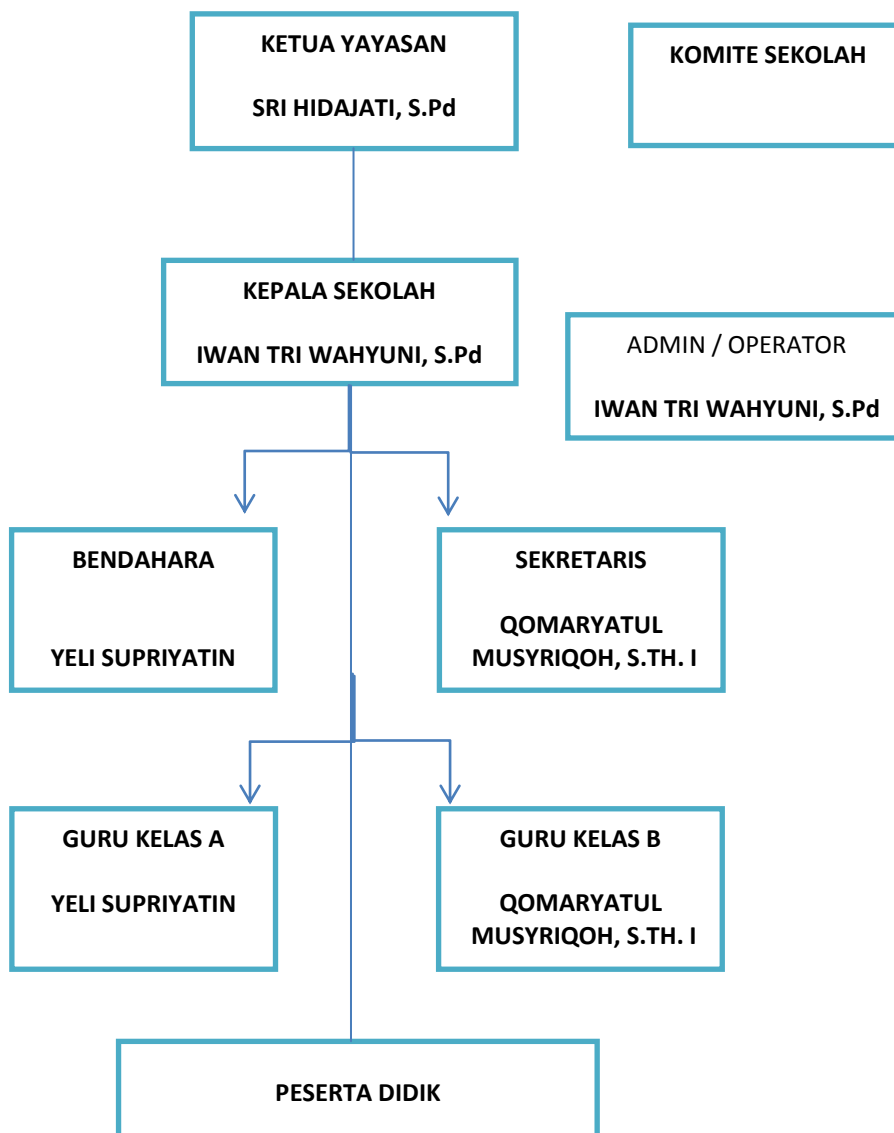 KETUA YAYASAN
SRI HIDAJATI, S.Pd
KOMITE SEKOLAH
KEPALA SEKOLAH
IWAN TRI WAHYUNI, S.Pd
ADMIN / OPERATOR
IWAN TRI WAHYUNI, S.Pd
BENDAHARA
YELI SUPRIYATIN
SEKRETARIS
QOMARYATUL
MUSYRIQOH, S.TH. I
GURU KELAS A
YELI SUPRIYATIN
GURU KELAS B
QOMARYATUL
MUSYRIQOH, S.TH. I
PESERTA DIDIK